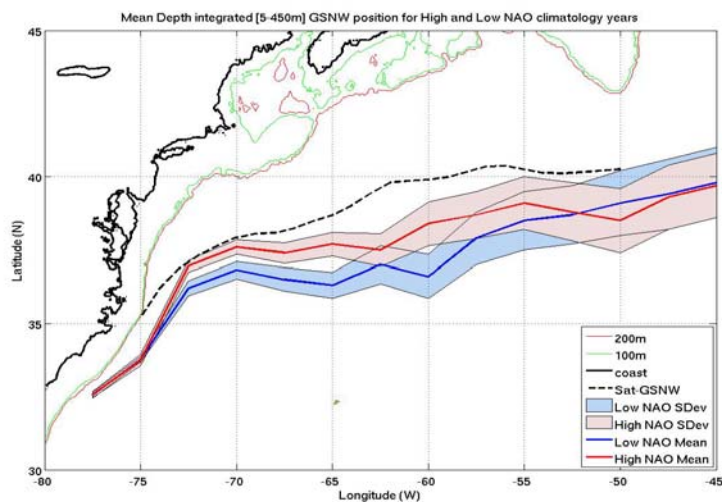 Mean Depth integrated [5-450m] GSNW position for High and Low NAO climatology years
45
40
35
30
Latitude (N)
-80 -75 -70 -65 -60 -55 -50 -45
Longitude (W)
200m
100m
coast
Sat-GSNW
Low NAO SDev
High NAO SDev
Low NAO Mean
High NAO Mean